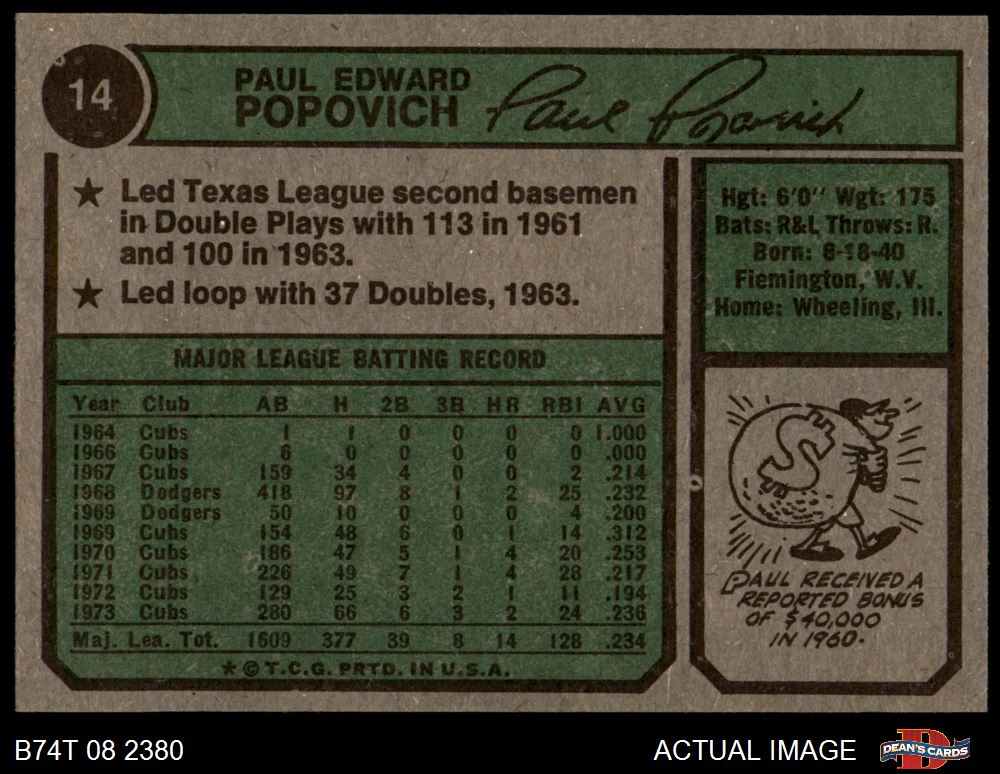 14
PAUL EDWARD
POPOVICH
Paul Popovich
★ Led Texas League second basemen
in Double Plays with 113 in 1961
and 100 in 1963.
★ Led loop with 37 Doubles, 1963.
Hgt: 6'0" Wgt: 175
Bats: R&L Throws: R.
Born: 8-18-40
Flemington, W.V.
Home: Wheeling, Ill.
MAJOR LEAGUE BATTING RECORD
Year Club AB H 2B 3B HR RBI AVG
1964 Cubs 1 1 0 0 0 0 1.000
1966 Cubs 6 0 0 0 0 0 .000
1967 Cubs 159 34 4 0 0 2 .214
1968 Dodgers 418 97 8 1 2 25 .232
1969 Dodgers 50 10 0 0 0 4 .200
1969 Cubs 154 48 6 0 1 14 .312
1970 Cubs 186 47 5 1 4 20 .253
1971 Cubs 226 49 7 1 4 28 .217
1972 Cubs 129 25 3 2 1 11 .194
1973 Cubs 280 66 6 3 2 24 .236
Maj. Lea. Tot. 1609 377 39 8 14 128 .234
★ © T.C.G. PRTD. IN U.S.A.
$
PAUL RECEIVED A
REPORTED BONUS
OF $40,000
IN 1960.
B74T 08 2380
ACTUAL IMAGE
DEAN'S CARDS